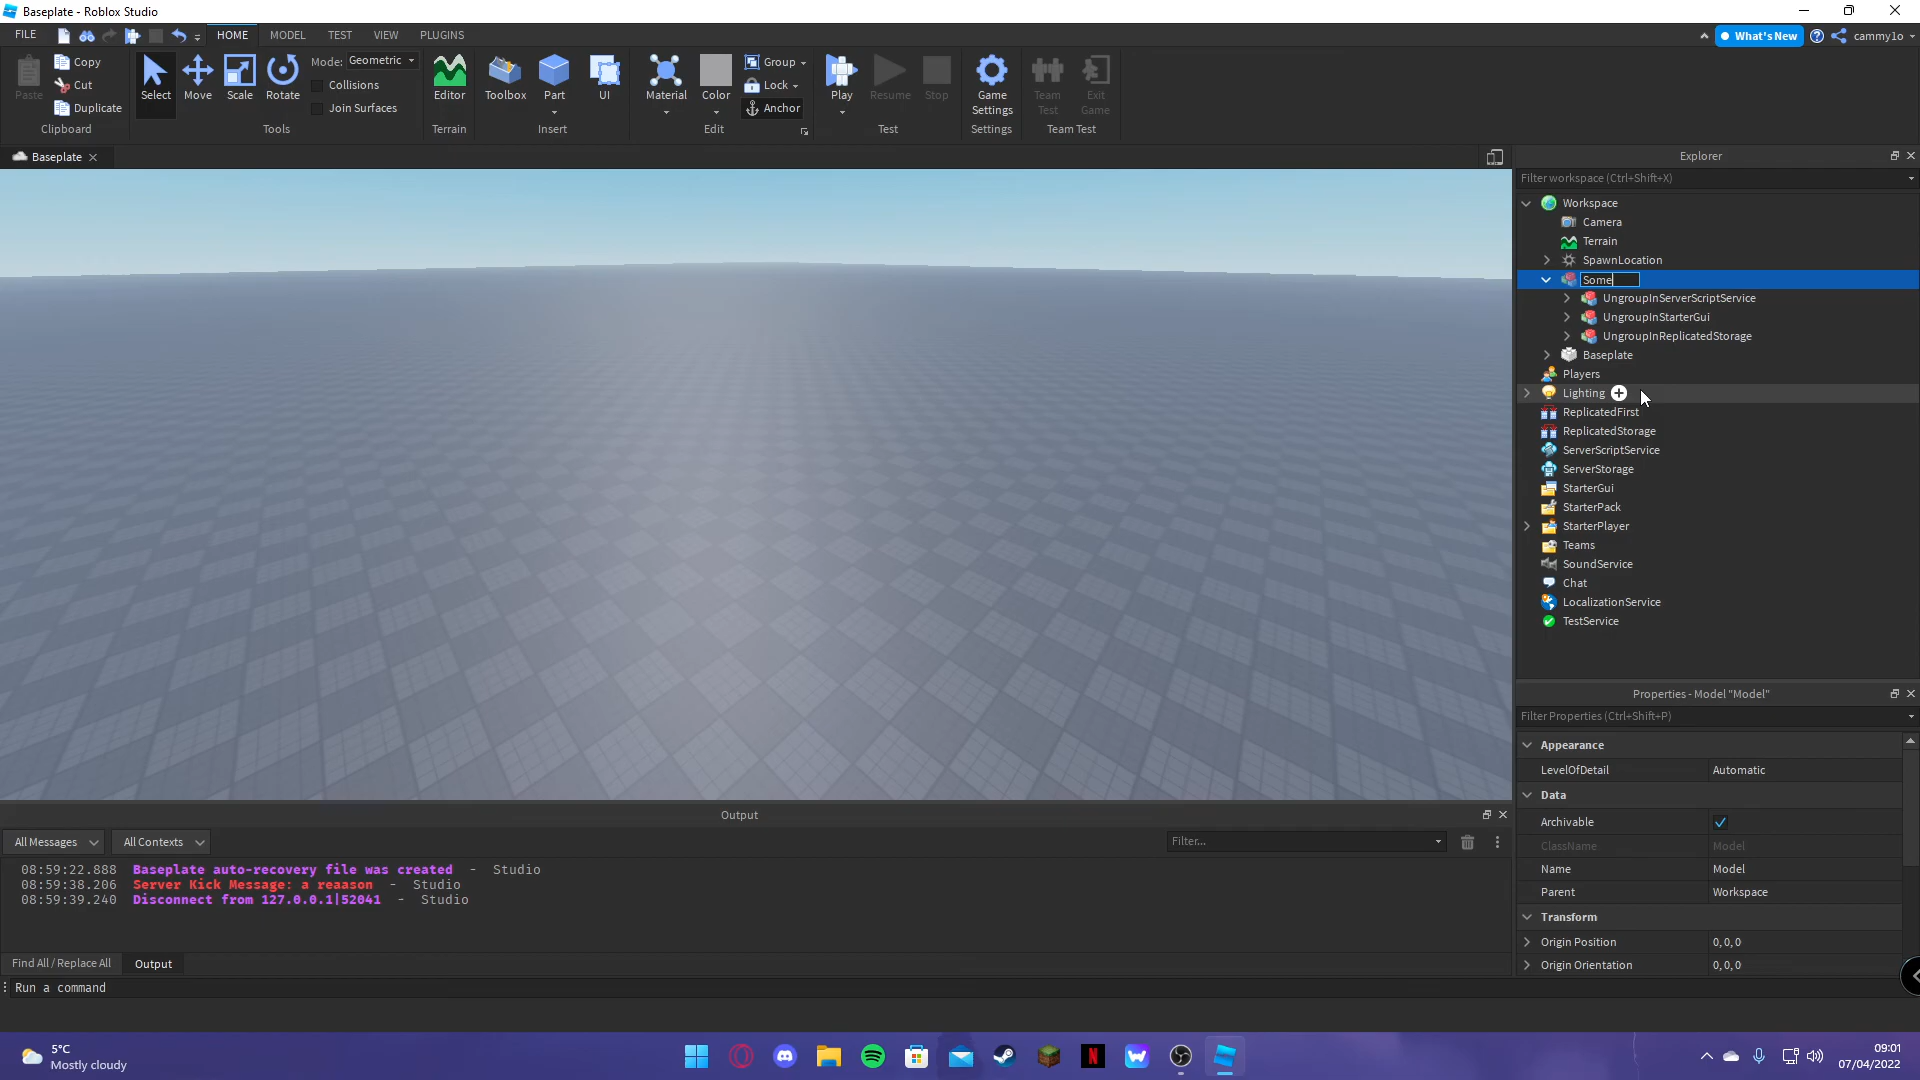 Baseplate - Roblox Studio
FILE HOME MODEL TEST VIEW PLUGINS What's New cammy1o
Paste Copy Cut Duplicate Clipboard
Select Move Scale Rotate Mode: Geometric Collisions Join Surfaces Tools
Editor Terrain
Toolbox Part UI Insert
Material Color Group Lock Anchor Edit
Play Resume Stop Test
Game Settings Settings
Team Test Exit Game Team Test
Baseplate
Explorer
Filter workspace (Ctrl+Shift+X)
Workspace
Camera
Terrain
SpawnLocation
Some
UngroupInServerScriptService
UngroupInStarterGui
UngroupInReplicatedStorage
Baseplate
Players
Lighting
ReplicatedFirst
ReplicatedStorage
ServerScriptService
ServerStorage
StarterGui
StarterPack
StarterPlayer
Teams
SoundService
Chat
LocalizationService
TestService
Properties - Model "Model"
Filter Properties (Ctrl+Shift+P)
Appearance
LevelOfDetail Automatic
Data
Archivable
ClassName Model
Name Model
Parent Workspace
Transform
Origin Position 0, 0, 0
Origin Orientation 0, 0, 0
Output
All Messages All Contexts Filter...
08:59:22.888 Baseplate auto-recovery file was created - Studio
08:59:38.206 Server Kick Message: a reaason - Studio
08:59:39.240 Disconnect from 127.0.0.1|52041 - Studio
Find All / Replace All Output
Run a command
5°C
Mostly cloudy
09:01
07/04/2022